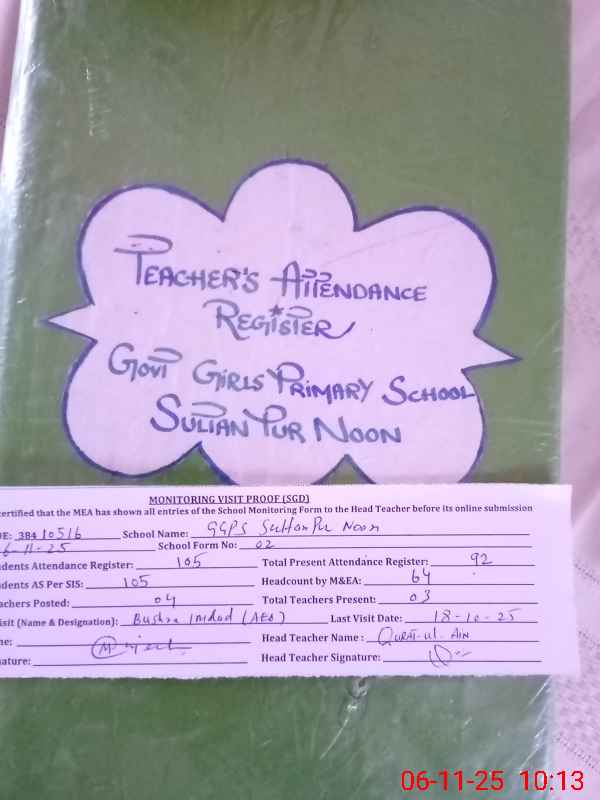 TEACHER'S ATTENDANCE
REGISTER
GOVT GIRLS PRIMARY SCHOOL
SULTAN PUR NOON
MONITORING VISIT PROOF (SGD)
certified that the MEA has shown all entries of the School Monitoring Form to the Head Teacher before its online submission
DE: 38410516 School Name: GGPS Sultan Pur Noon
6-11-25 School Form No: 02
udents Attendance Register: 105 Total Present Attendance Register: 92
udents AS Per SIS: 105 Headcount by M&EA: 64
achers Posted: 04 Total Teachers Present: 03
isit (Name & Designation): Bushra Imdad (AEO) Last Visit Date: 18-10-25
me: Head Teacher Name: Qurat-ul-Ain
nature: Head Teacher Signature:
06-11-25 10:13